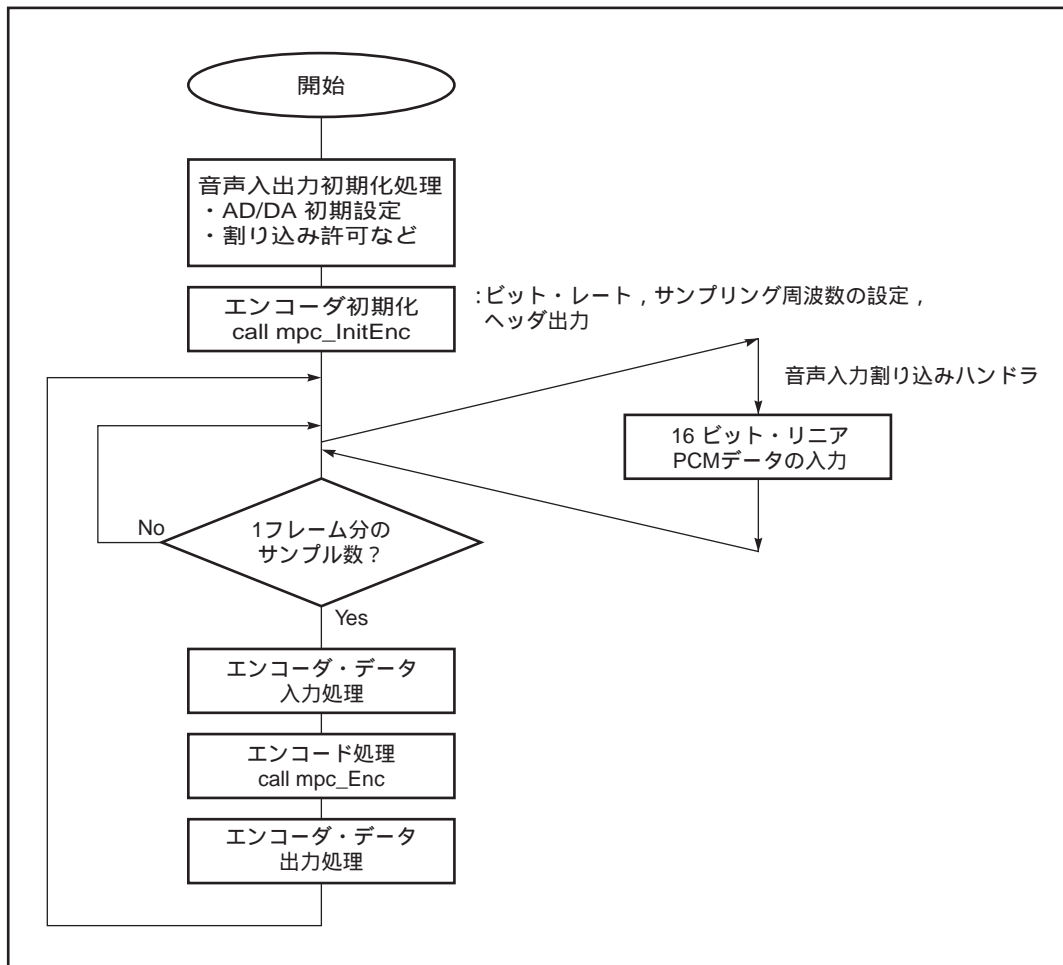 開始
音声入出力初期化処理
・AD/DA 初期設定
・割り込み許可など
エンコーダ初期化
call mpc_InitEnc
:ビット・レート，サンプリング周波数の設定，
ヘッダ出力
音声入力割り込みハンドラ
16 ビット・リニア
PCMデータの入力
No
1フレーム分の
サンプル数？
Yes
エンコーダ・データ
入力処理
エンコード処理
call mpc_Enc
エンコーダ・データ
出力処理